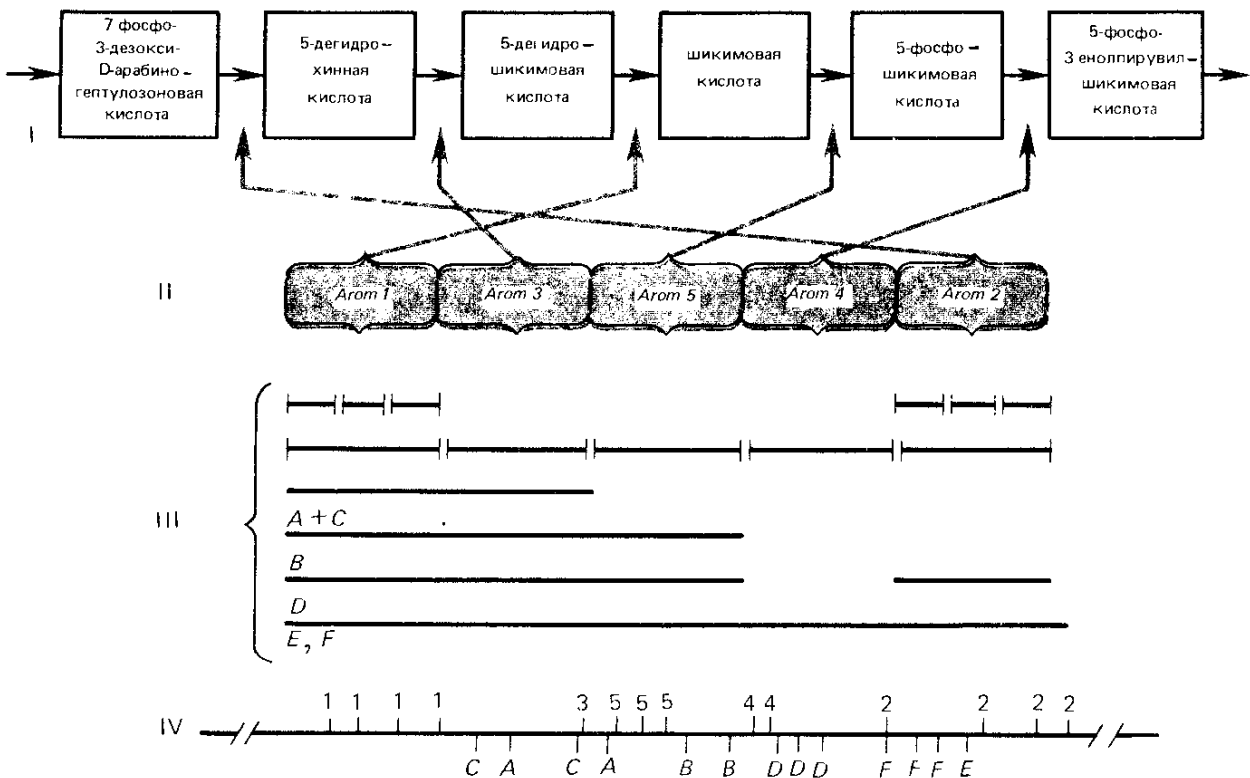 7 фосфо-
3-дезокси-
D-арабино-
гептулозоновая
кислота
5-дегидро-
хинная
кислота
5-дегидро-
шикимовая
кислота
шикимовая
кислота
5-фосфо-
шикимовая
кислота
5-фосфо-
3 енолпирувил-
шикимовая
кислота
I
II
Arom 1
Arom 3
Arom 5
Arom 4
Arom 2
III
A + C
B
D
E, F
1 1 1 1 3 5 5 5 4 4 2 2 2 2
IV
C A C A B B D D D F F F E